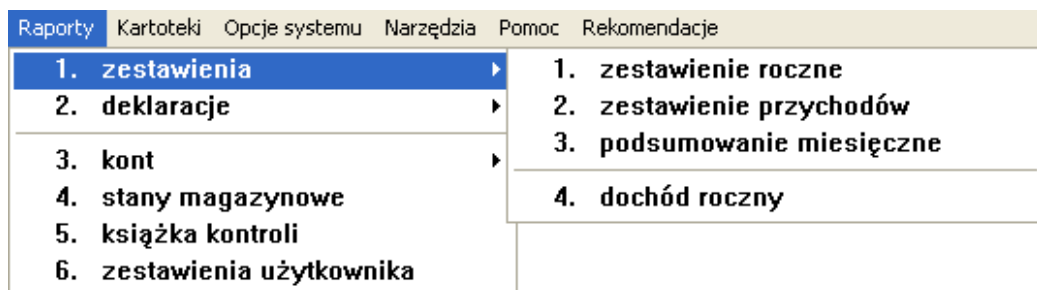 Raporty Kartoteki Opcje systemu Narzędzia Pomoc Rekomendacje
1. zestawienia
2. deklaracje
3. kont
4. stany magazynowe
5. książka kontroli
6. zestawienia użytkownika
1. zestawienie roczne
2. zestawienie przychodów
3. podsumowanie miesięczne
4. dochód roczny